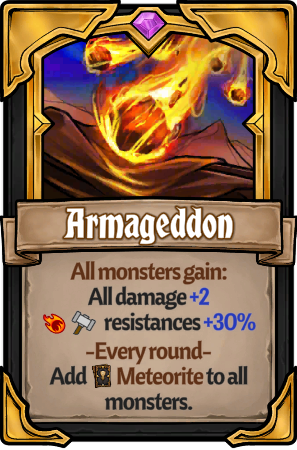 Armageddon
All monsters gain:
All damage +2
resistances +30%
-Every round-
Add Meteorite to all
monsters.